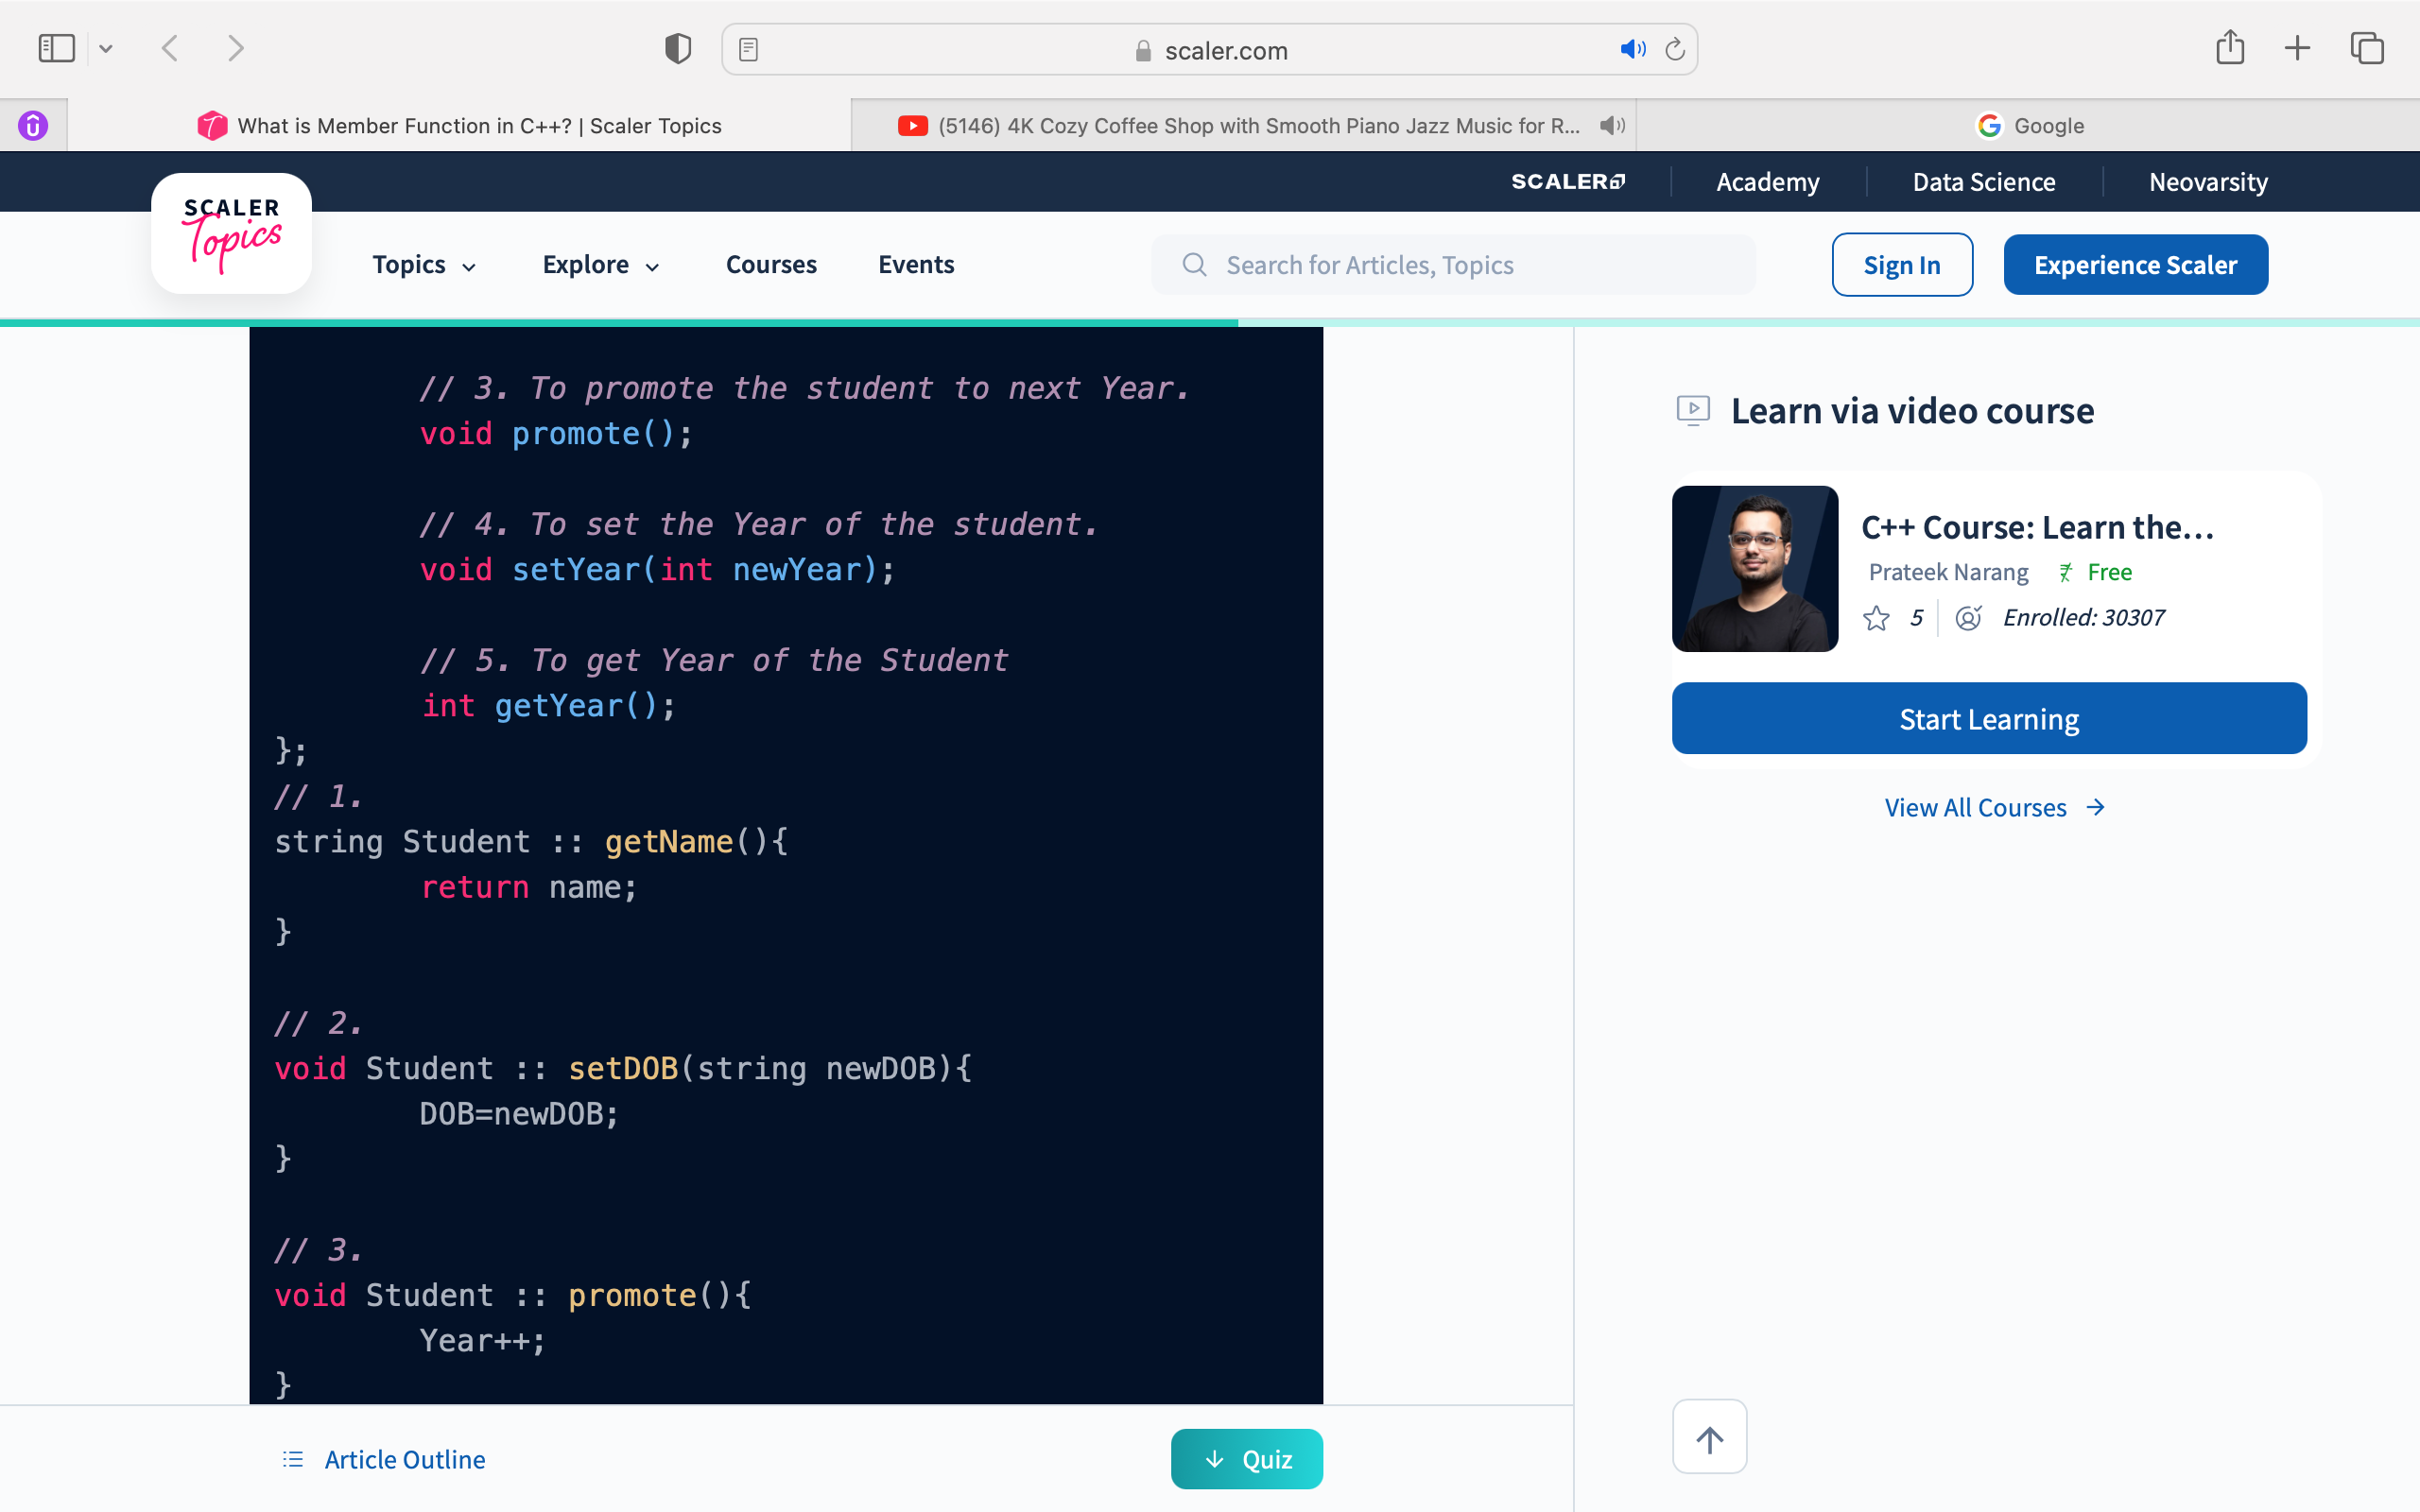 scaler.com
What is Member Function in C++? | Scaler Topics
(5146) 4K Cozy Coffee Shop with Smooth Piano Jazz Music for R...
Google
SCALER
Academy
Data Science
Neovarsity
SCALER
Topics
Topics
Explore
Courses
Events
Search for Articles, Topics
Sign In
Experience Scaler
// 3. To promote the student to next Year.
void promote();
// 4. To set the Year of the student.
void setYear(int newYear);
// 5. To get Year of the Student
int getYear();
};
// 1.
string Student :: getName(){
return name;
}
// 2.
void Student :: setDOB(string newDOB){
DOB=newDOB;
}
// 3.
void Student :: promote(){
Year++;
}
Learn via video course
C++ Course: Learn the...
Prateek Narang
Free
5
Enrolled: 30307
Start Learning
View All Courses
Article Outline
Quiz